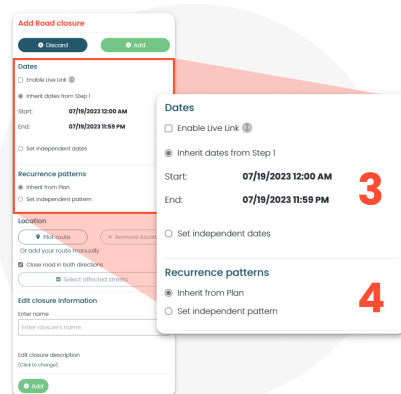 Add Road closure
Discard
Add
Dates
Enable Live Link
Inherit dates from Step 1
Start: 07/19/2023 12:00 AM
End: 07/19/2023 11:59 PM
Set independent dates
Recurrence patterns
Inherit from Plan
Set independent pattern
Location
Plot route
Remove locati
Or add your route manually
Close road in both directions
Select affected streets
Edit closure information
Enter name
Enter closure's name
Edit closure description
(Click to change)
Add
Dates
Enable Live Link
Inherit dates from Step 1
Start: 07/19/2023 12:00 AM
End: 07/19/2023 11:59 PM
3
Set independent dates
Recurrence patterns
Inherit from Plan
Set independent pattern
4